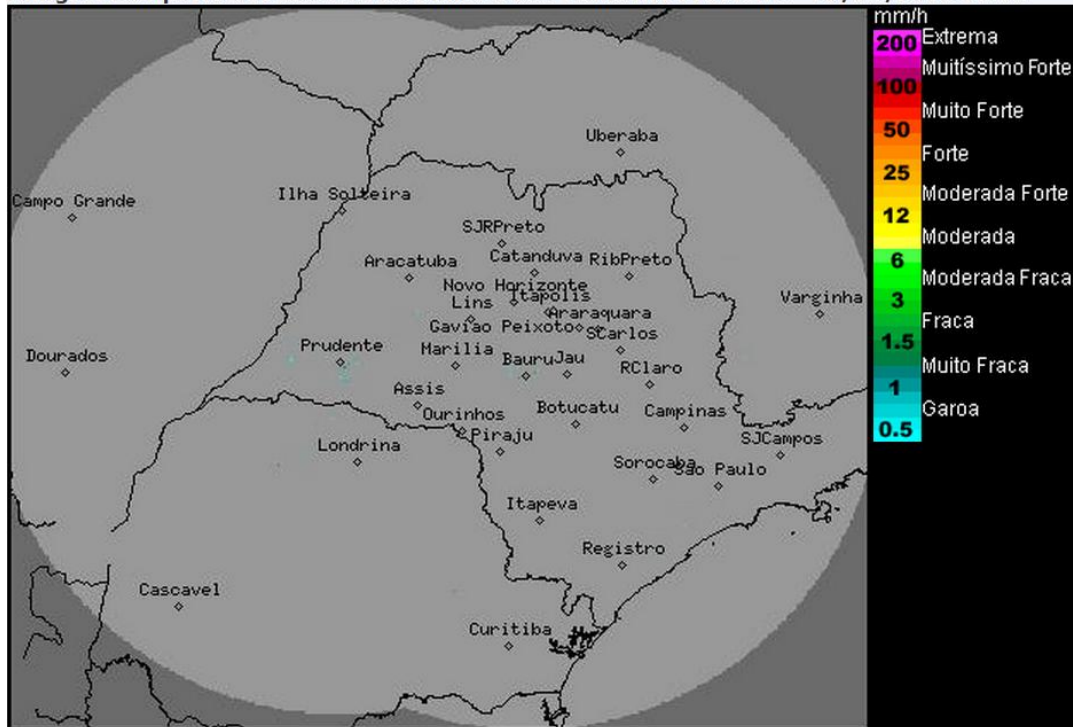 mm/h
200 Extrema
Muitíssimo Forte
100
Muito Forte
50
Forte
25
Moderada Forte
12
Moderada
6
Moderada Fraca
3
Fraca
1.5
Muito Fraca
1
Garoa
0.5
Uberaba
Campo Grande
Ilha Solteira
SJRPreto
Aracatuba
Catanduva
RibPreto
Novo Horizonte
Lins
Itapolis
Varginha
Araraquara
Gaviao Peixoto
SCarlos
Dourados
Prudente
Marilia
Bauru
Jau
RClaro
Assis
Ourinhos
Botucatu
Campinas
Londrina
Piraju
SJCampos
Sorocaba
Sao Paulo
Itapeva
Registro
Cascavel
Curitiba